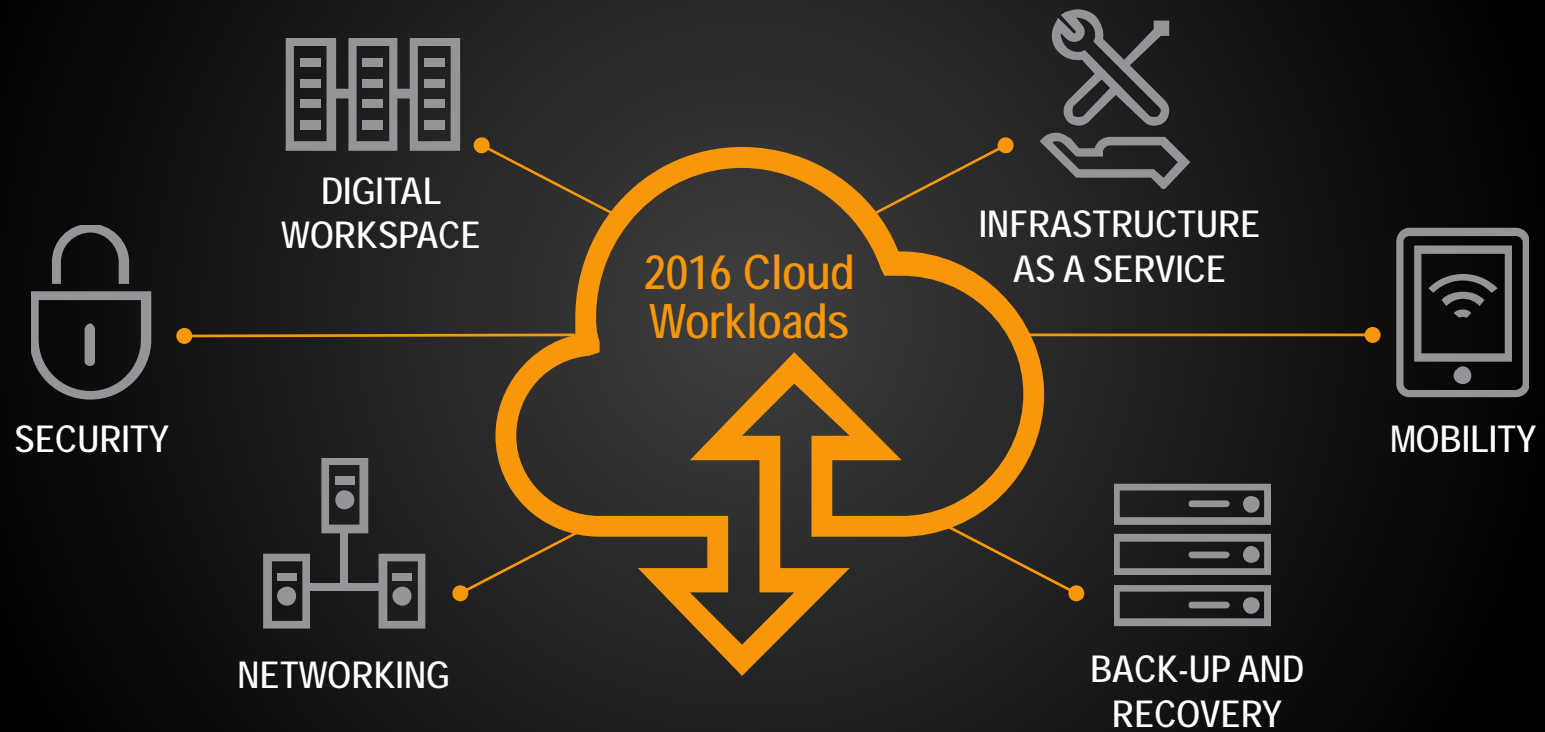 DIGITAL
WORKSPACE
INFRASTRUCTURE
AS A SERVICE
2016 Cloud
Workloads
SECURITY
MOBILITY
NETWORKING
BACK-UP AND
RECOVERY